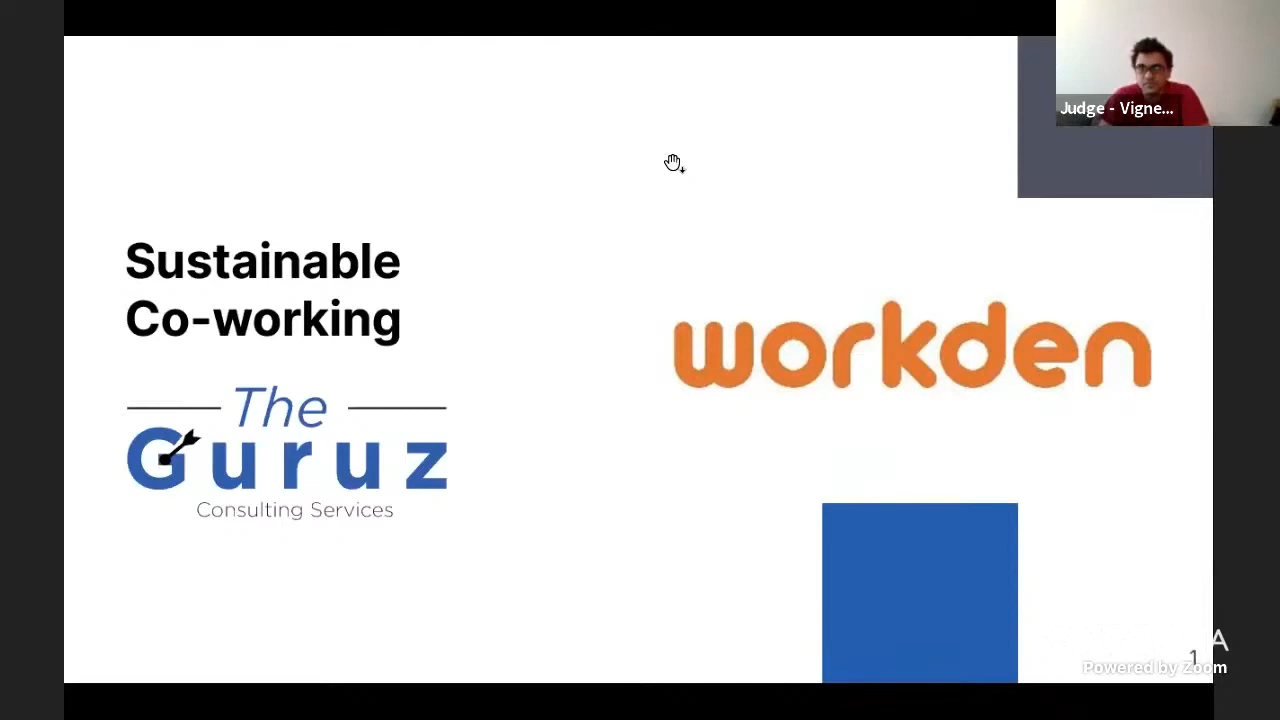 Judge - Vigne...
Sustainable
Co-working
workden
The
Guruz
Consulting Services
A
1
Powered by Zoom